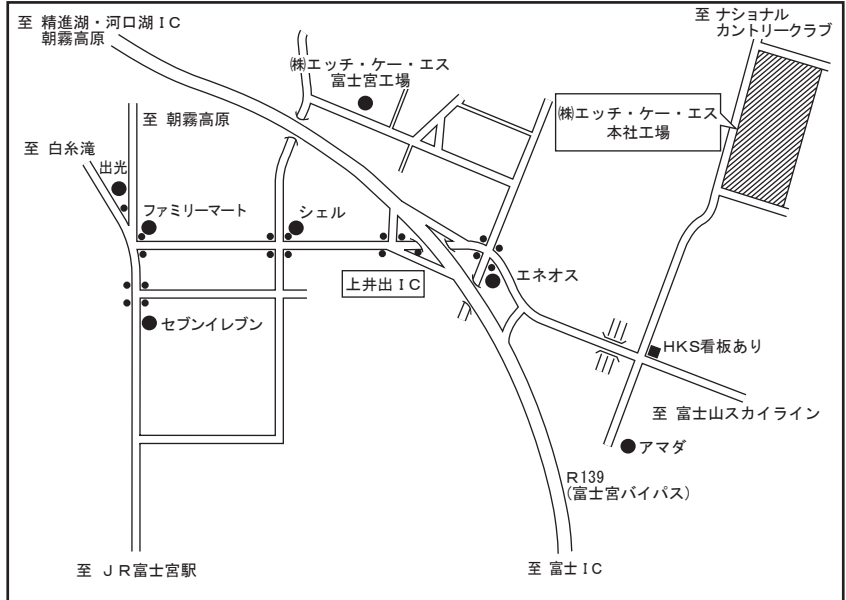 至 精進湖・河口湖ＩＣ
朝霧高原
至 ナショナル
カントリークラブ
㈱エッチ・ケー・エス
富士宮工場
㈱エッチ・ケー・エス
本社工場
至 朝霧高原
至 白糸滝
出光
ファミリーマート
シェル
上井出ＩＣ
エネオス
セブンイレブン
HKS看板あり
至 富士山スカイライン
アマダ
Ｒ139
(富士宮バイパス)
至 ＪＲ富士宮駅
至 富士ＩＣ